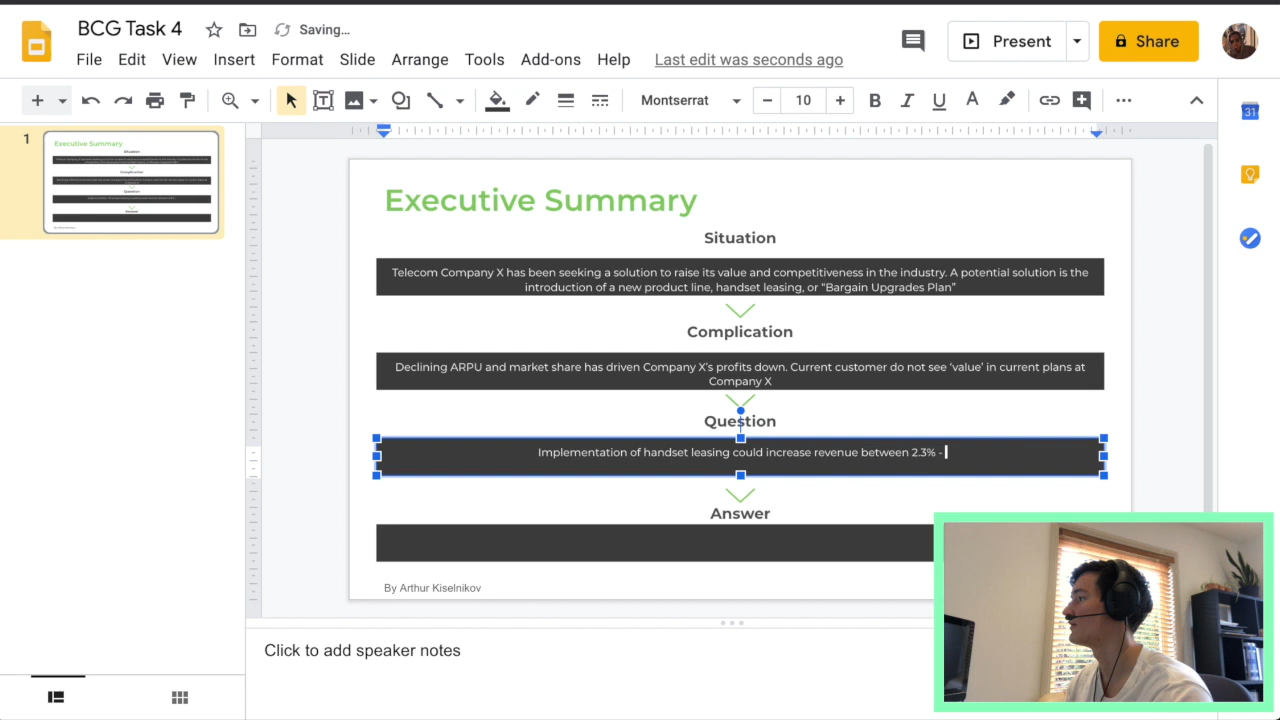 BCG Task 4
Saving…
File Edit View Insert Format Slide Arrange Tools Add-ons Help Last edit was seconds ago
Present
Share
Montserrat
10
B I U A
31
1
Executive Summary
Situation
Telecom Company X has been seeking a solution to raise its value and competitiveness in the industry. A potential solution is the
introduction of a new product line, handset leasing, or “Bargain Upgrades Plan”
Complication
Declining ARPU and market share has driven Company X’s profits down. Current customer do not see ‘value’ in current plans at
Company X
Question
Implementation of handset leasing could increase revenue between 2.3% -
Answer
By Arthur Kiselnikov
Click to add speaker notes